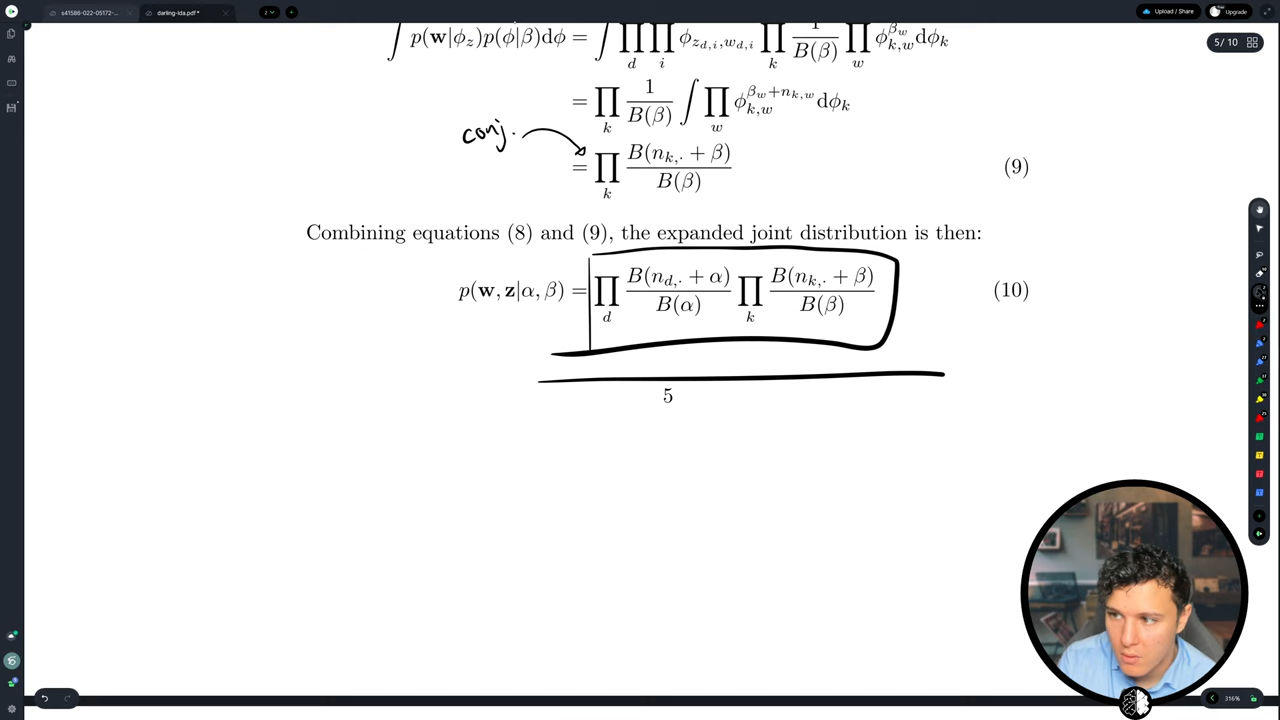 s41586-022-05172-...
darling-lda.pdf*
Upload / Share
Upgrade
5 / 10
∫ p(w|ϕ_z)p(ϕ|β)dϕ = ∫ ∏_d ∏_i ϕ_{z_{d,i},w_{d,i}} ∏_k 1/B(β) ∏_w ϕ_{k,w}^{β_w} dϕ_k
= ∏_k 1/B(β) ∫ ∏_w ϕ_{k,w}^{β_w+n_{k,w}} dϕ_k
conj.
= ∏_k B(n_{k,·} + β)/B(β) (9)
Combining equations (8) and (9), the expanded joint distribution is then:
p(w, z|α, β) = ∏_d B(n_{d,·} + α)/B(α) ∏_k B(n_{k,·} + β)/B(β) (10)
5
316%